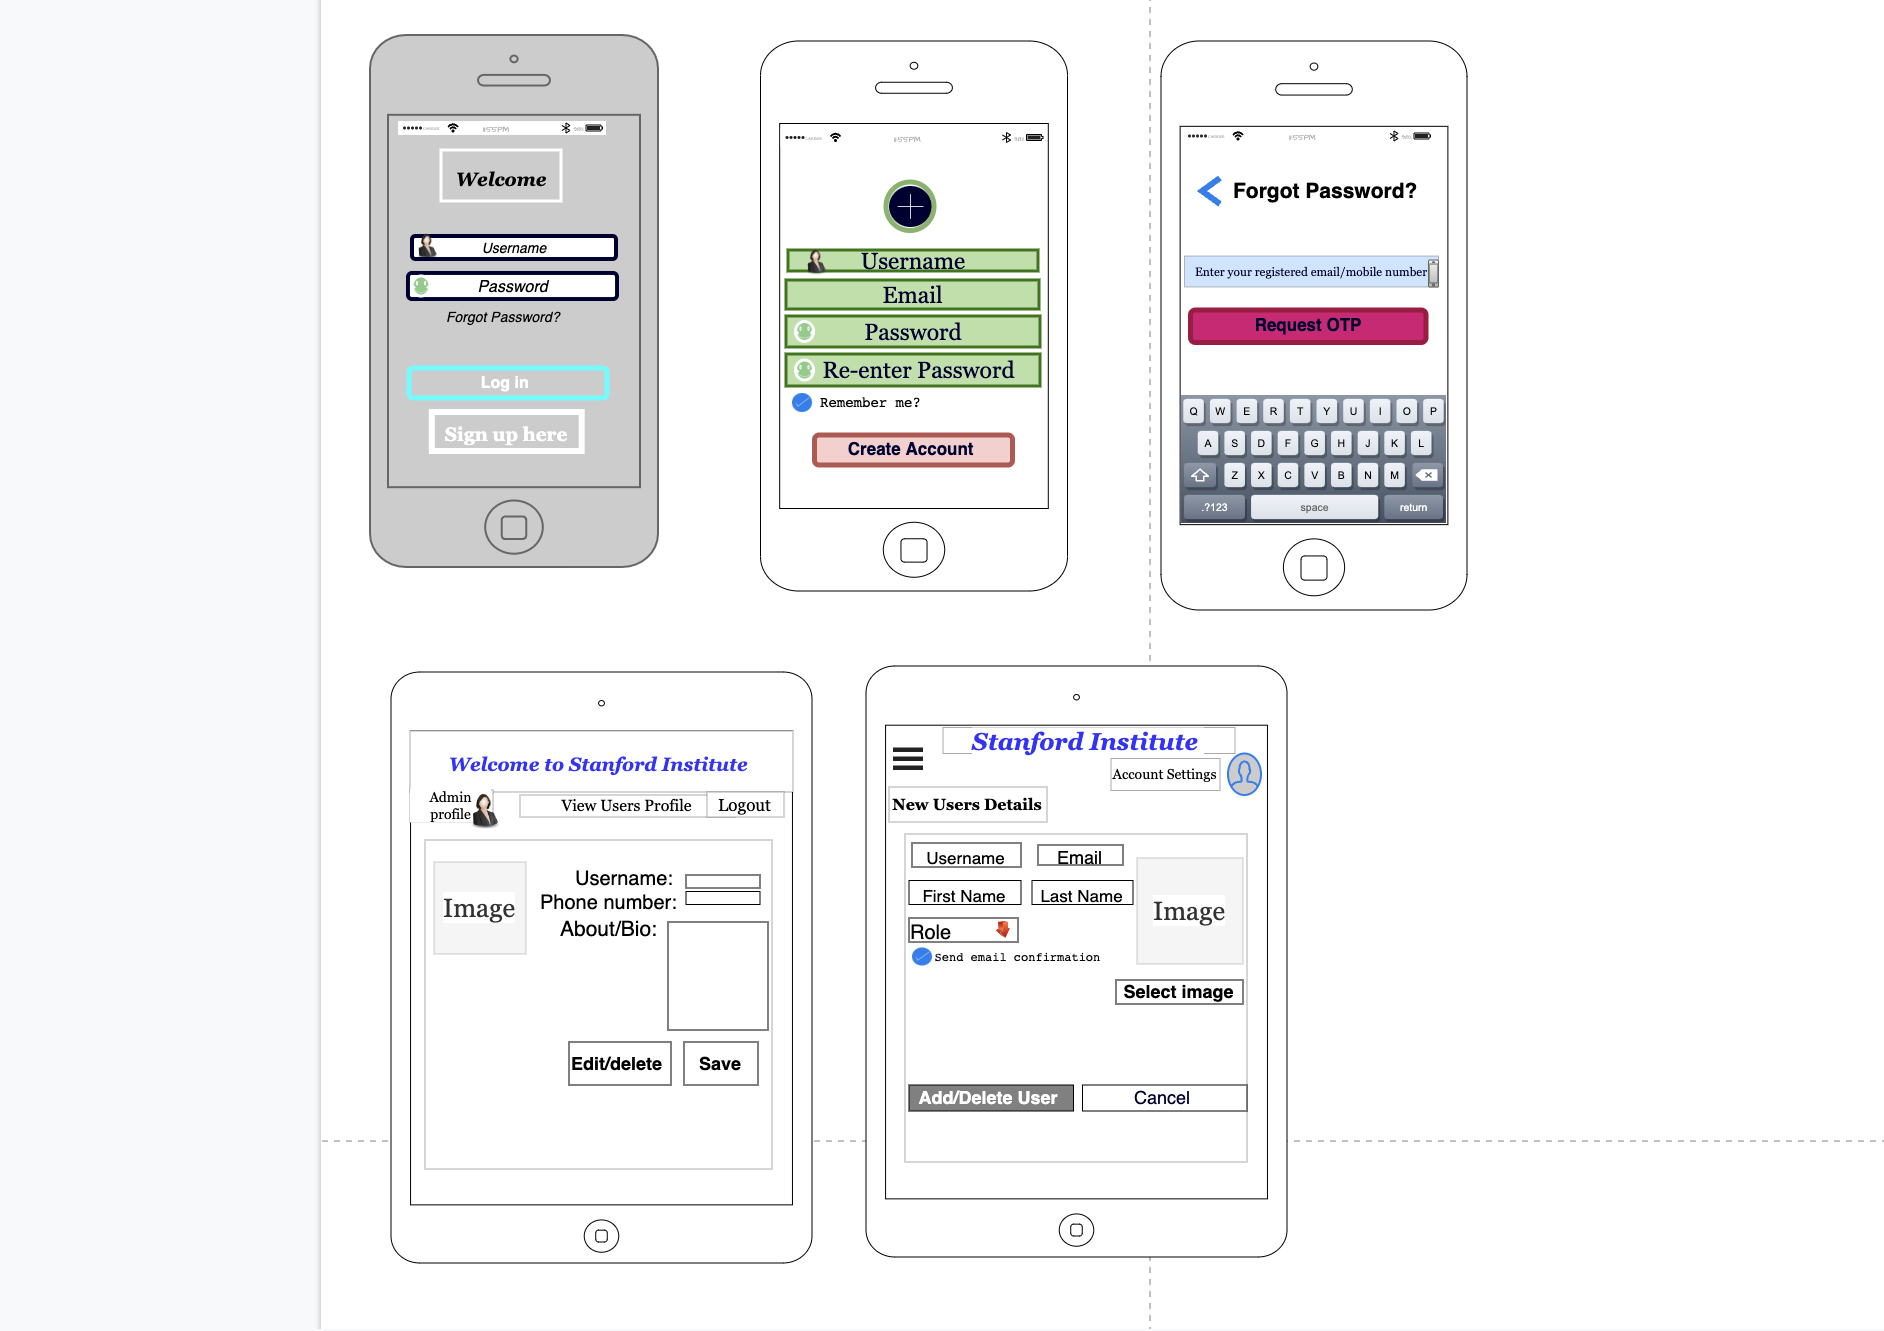 Welcome
Username
Password
Forgot Password?
Log in
Sign up here
Username
Email
Password
Re-enter Password
Remember me?
Create Account
Forgot Password?
Enter your registered email/mobile number
Request OTP
Q W E R T Y U I O P
A S D F G H J K L
Z X C V B N M
.?123 space return
Welcome to Stanford Institute
Admin
profile
View Users Profile
Logout
Image
Username:
Phone number:
About/Bio:
Edit/delete
Save
Stanford Institute
Account Settings
New Users Details
Username
Email
First Name
Last Name
Image
Role
Send email confirmation
Select image
Add/Delete User
Cancel